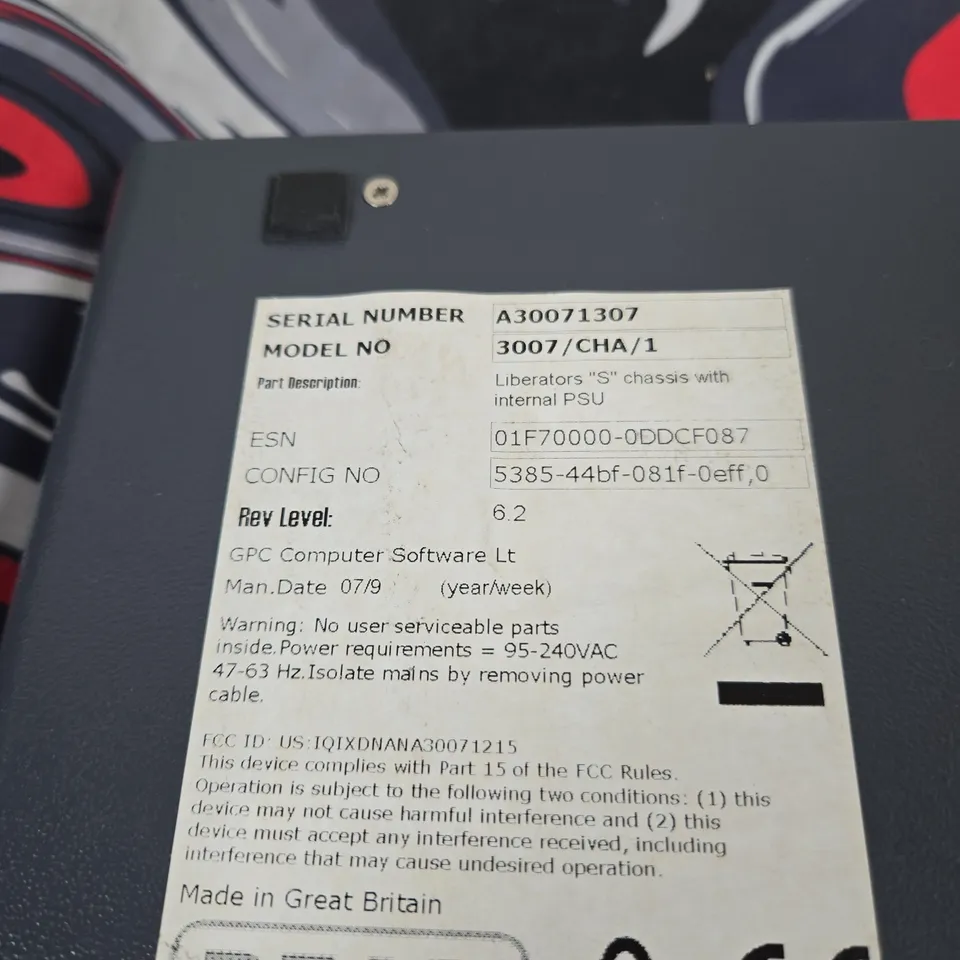 SERIAL NUMBER A30071307
MODEL NO 3007/CHA/1
Part Description: Liberators "S" chassis with
internal PSU
ESN 01F70000-0DDCF087
CONFIG NO 5385-44bf-081f-0eff,0
Rev Level: 6.2
GPC Computer Software Lt
Man.Date 07/9 (year/week)
Warning: No user serviceable parts
inside.Power requirements = 95-240VAC
47-63 Hz.Isolate mains by removing power
cable.
FCC ID: US:IQIXDNANA30071215
This device complies with Part 15 of the FCC Rules.
Operation is subject to the following two conditions: (1) this
device may not cause harmful interference and (2) this
device must accept any interference received, including
interference that may cause undesired operation.
Made in Great Britain